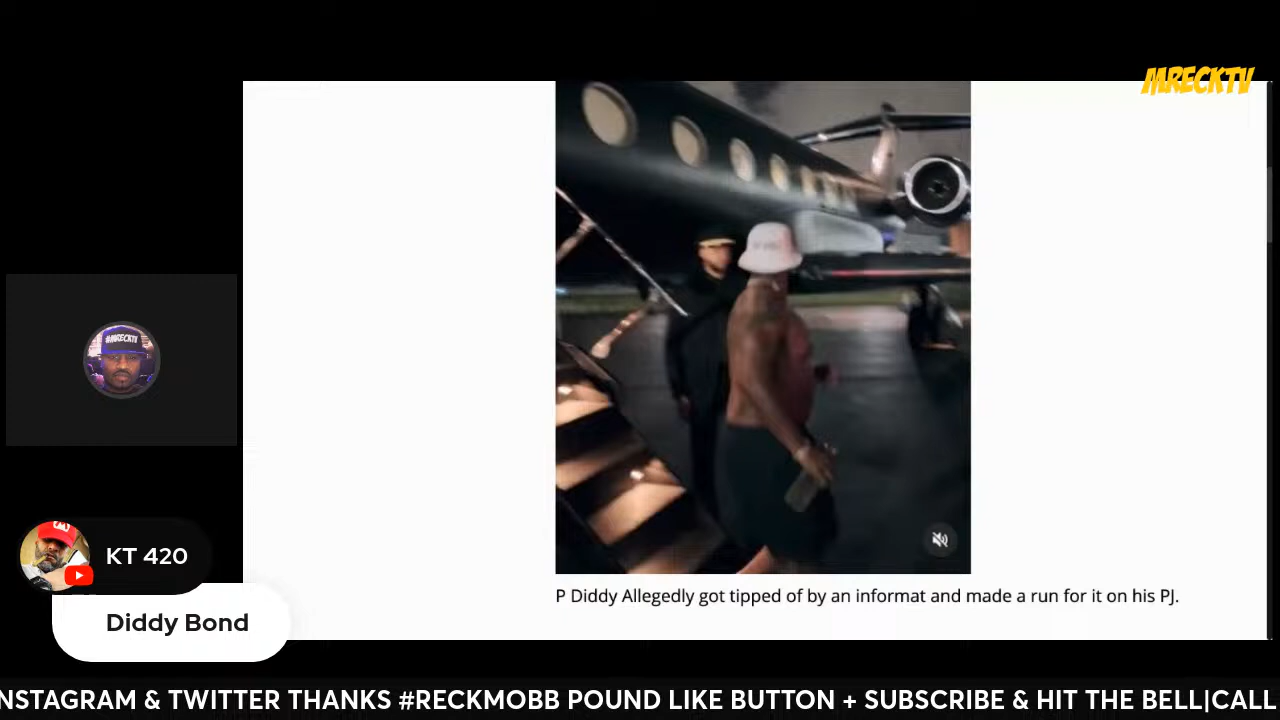 MRECKTV
#MRECKTV
P Diddy Allegedly got tipped of by an informat and made a run for it on his PJ.
KT 420
Diddy Bond
NSTAGRAM & TWITTER THANKS #RECKMOBB POUND LIKE BUTTON + SUBSCRIBE & HIT THE BELL|CALL